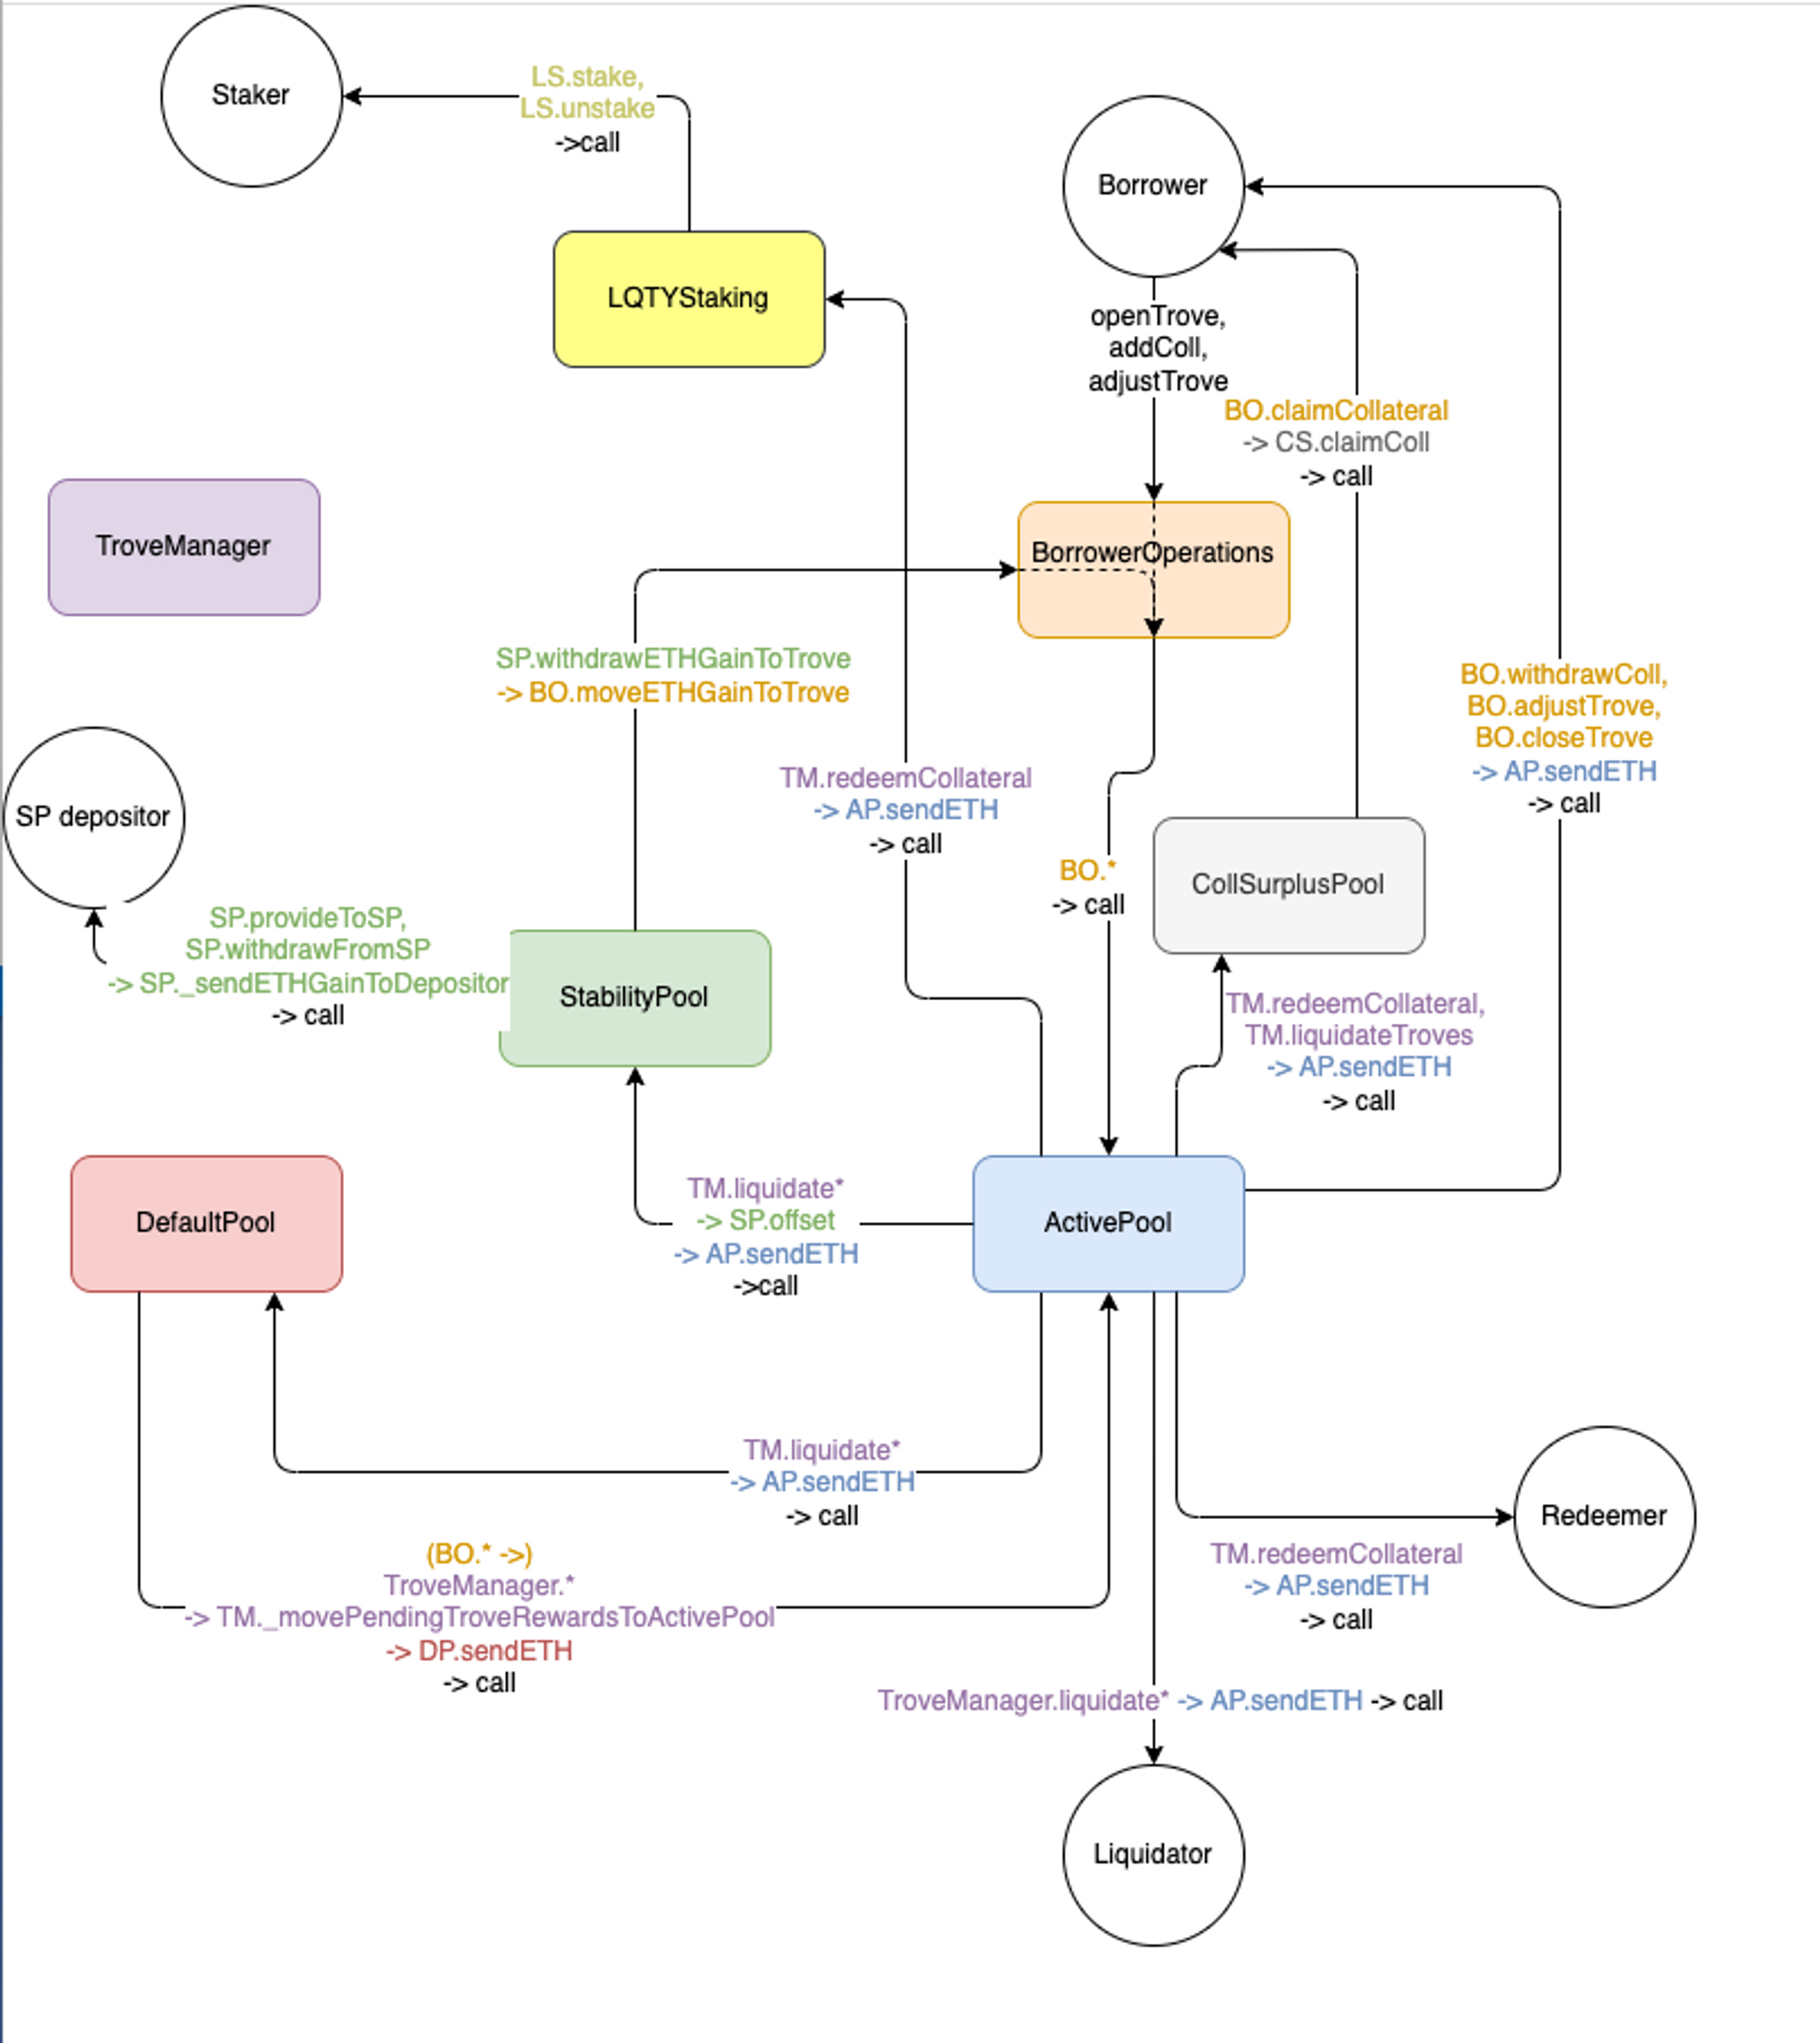 Staker
LS.stake,
LS.unstake
->call
Borrower
LQTYStaking
openTrove,
addColl,
adjustTrove
BO.claimCollateral
-> CS.claimColl
-> call
TroveManager
BorrowerOperations
SP.withdrawETHGainToTrove
-> BO.moveETHGainToTrove
BO.withdrawColl,
BO.adjustTrove,
BO.closeTrove
-> AP.sendETH
-> call
TM.redeemCollateral
-> AP.sendETH
-> call
SP depositor
BO.*
-> call
CollSurplusPool
SP.provideToSP,
SP.withdrawFromSP
-> SP._sendETHGainToDepositor
-> call
StabilityPool
TM.redeemCollateral,
TM.liquidateTroves
-> AP.sendETH
-> call
DefaultPool
TM.liquidate*
-> SP.offset
-> AP.sendETH
->call
ActivePool
TM.liquidate*
-> AP.sendETH
-> call
Redeemer
(BO.* ->)
TroveManager.*
-> TM._movePendingTroveRewardsToActivePool
-> DP.sendETH
-> call
TM.redeemCollateral
-> AP.sendETH
-> call
TroveManager.liquidate* -> AP.sendETH -> call
Liquidator